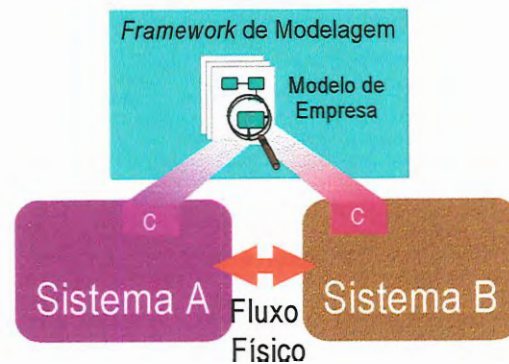 Framework de Modelagem
Modelo de
Empresa
C
C
Sistema A
Sistema B
Fluxo
Físico